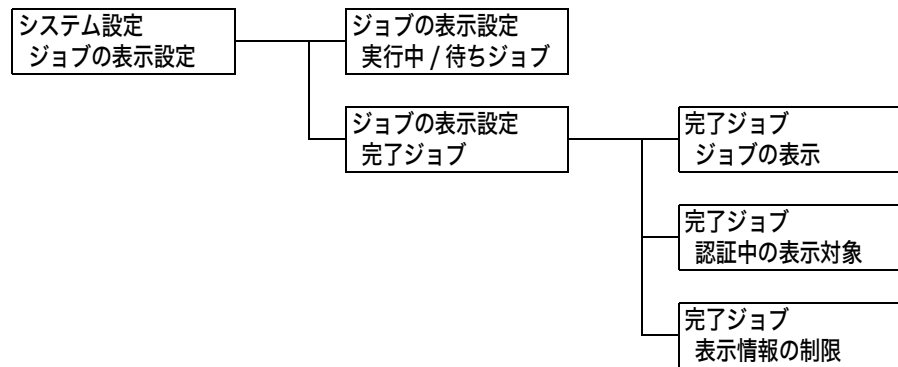 システム設定
ジョブの表示設定
ジョブの表示設定
実行中 / 待ちジョブ
ジョブの表示設定
完了ジョブ
完了ジョブ
ジョブの表示
完了ジョブ
認証中の表示対象
完了ジョブ
表示情報の制限